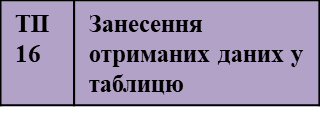 ТП
16
Занесення
отриманих даних у
таблицю